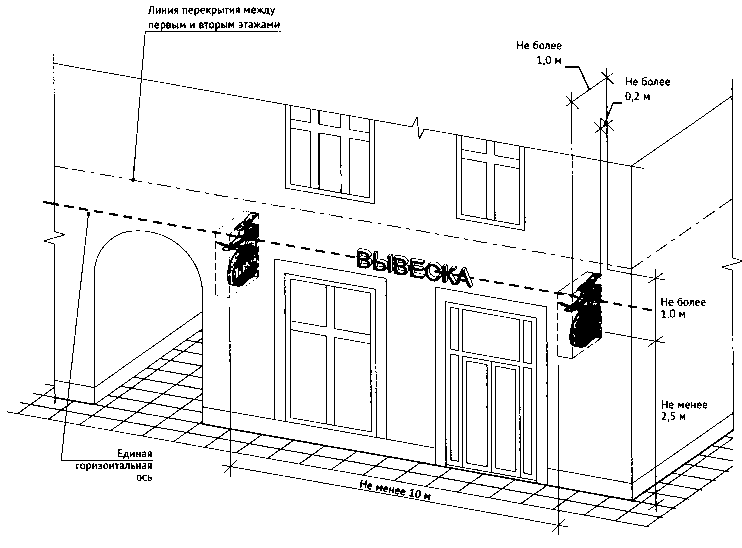 Линия перекрытия между
первым и вторым этажами
Не более
1,0 м
Не более
0,2 м
ВЫВЕСКА
Не более
1,0 м
Не менее
2,5 м
Единая
горизонтальная
ось
Не менее 10 м